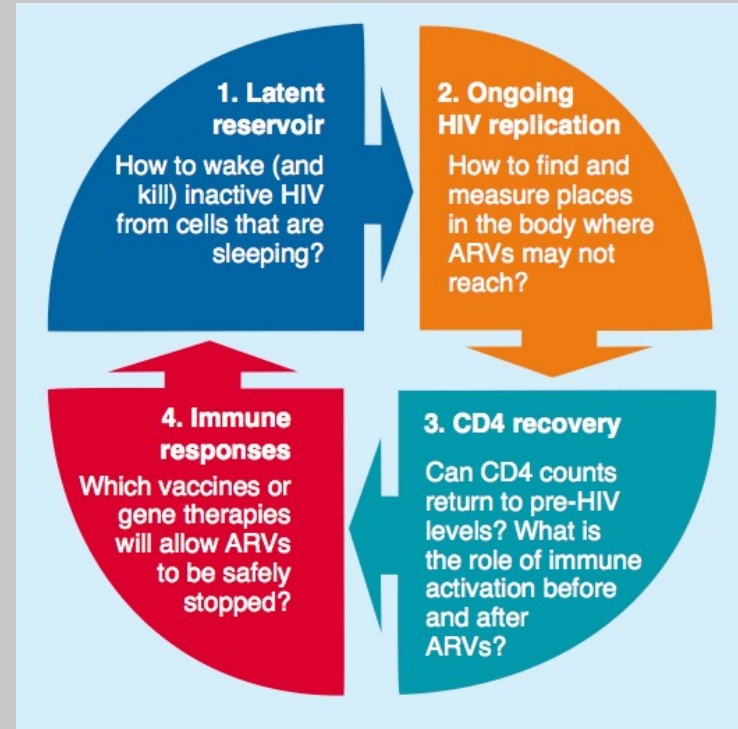 1. Latent
reservoir
How to wake (and
kill) inactive HIV
from cells that are
sleeping?
2. Ongoing
HIV replication
How to find and
measure places
in the body where
ARVs may not
reach?
3. CD4 recovery
Can CD4 counts
return to pre-HIV
levels? What is
the role of immune
activation before
and after
ARVs?
4. Immune
responses
Which vaccines or
gene therapies
will allow ARVs
to be safely
stopped?